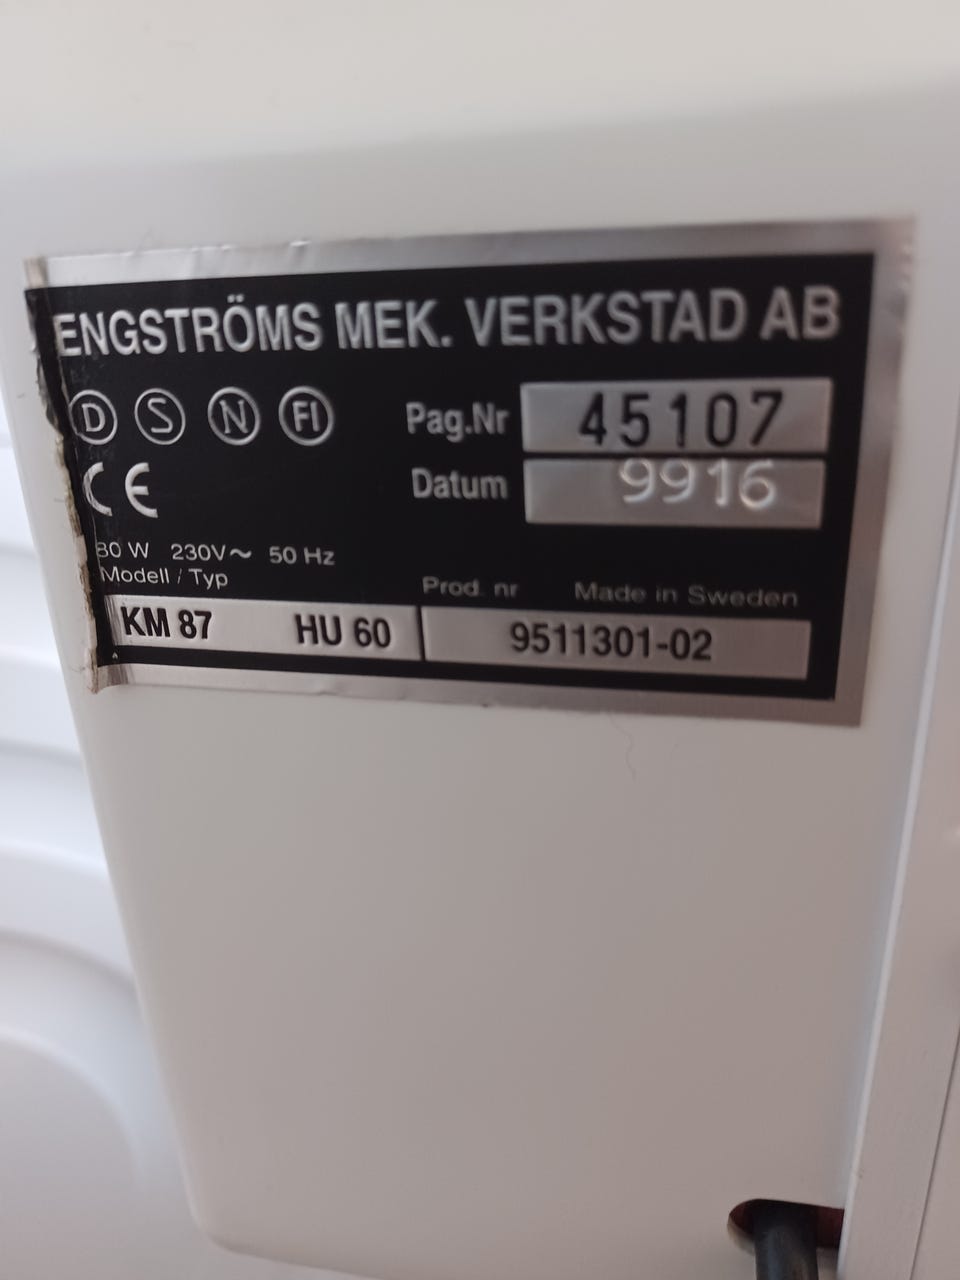 ENGSTRÖMS MEK. VERKSTAD AB
D S N FI Pag.Nr 45107
CE Datum 9916
80 W 230V~ 50 Hz
Modell / Typ Prod. nr Made in Sweden
KM 87 HU 60 9511301-02